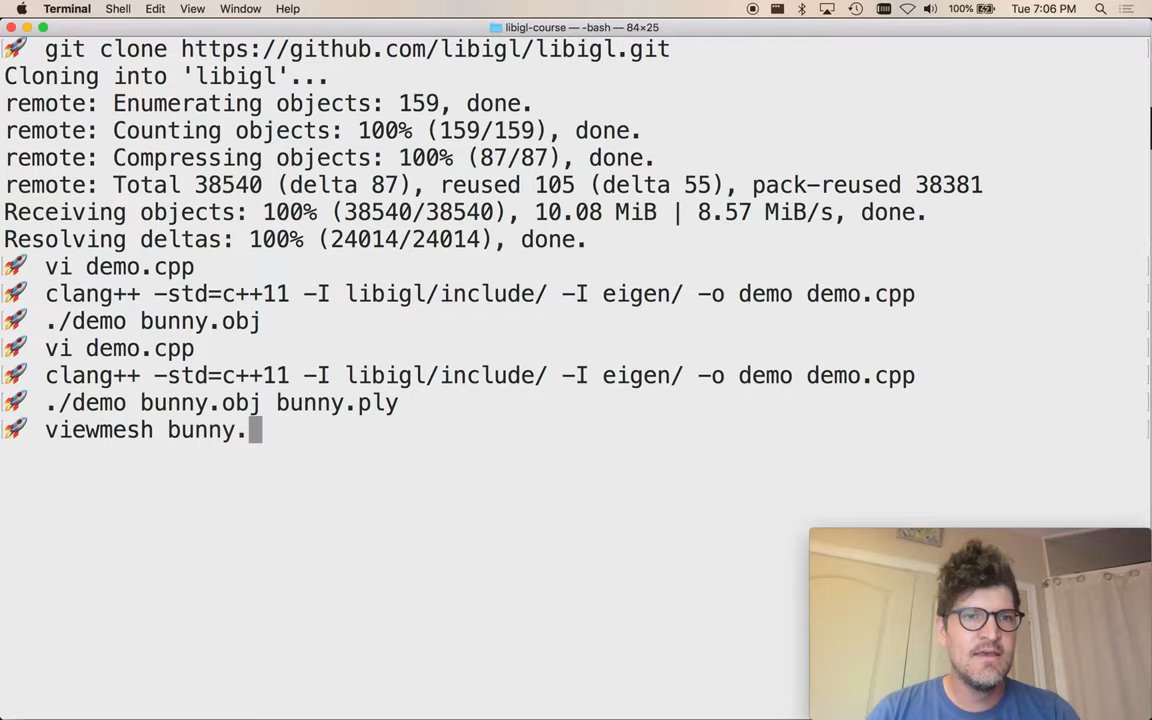 Terminal Shell Edit View Window Help 100% Tue 7:06 PM
libigl-course — -bash — 84×25
git clone https://github.com/libigl/libigl.git
Cloning into 'libigl'...
remote: Enumerating objects: 159, done.
remote: Counting objects: 100% (159/159), done.
remote: Compressing objects: 100% (87/87), done.
remote: Total 38540 (delta 87), reused 105 (delta 55), pack-reused 38381
Receiving objects: 100% (38540/38540), 10.08 MiB | 8.57 MiB/s, done.
Resolving deltas: 100% (24014/24014), done.
vi demo.cpp
clang++ -std=c++11 -I libigl/include/ -I eigen/ -o demo demo.cpp
./demo bunny.obj
vi demo.cpp
clang++ -std=c++11 -I libigl/include/ -I eigen/ -o demo demo.cpp
./demo bunny.obj bunny.ply
viewmesh bunny.